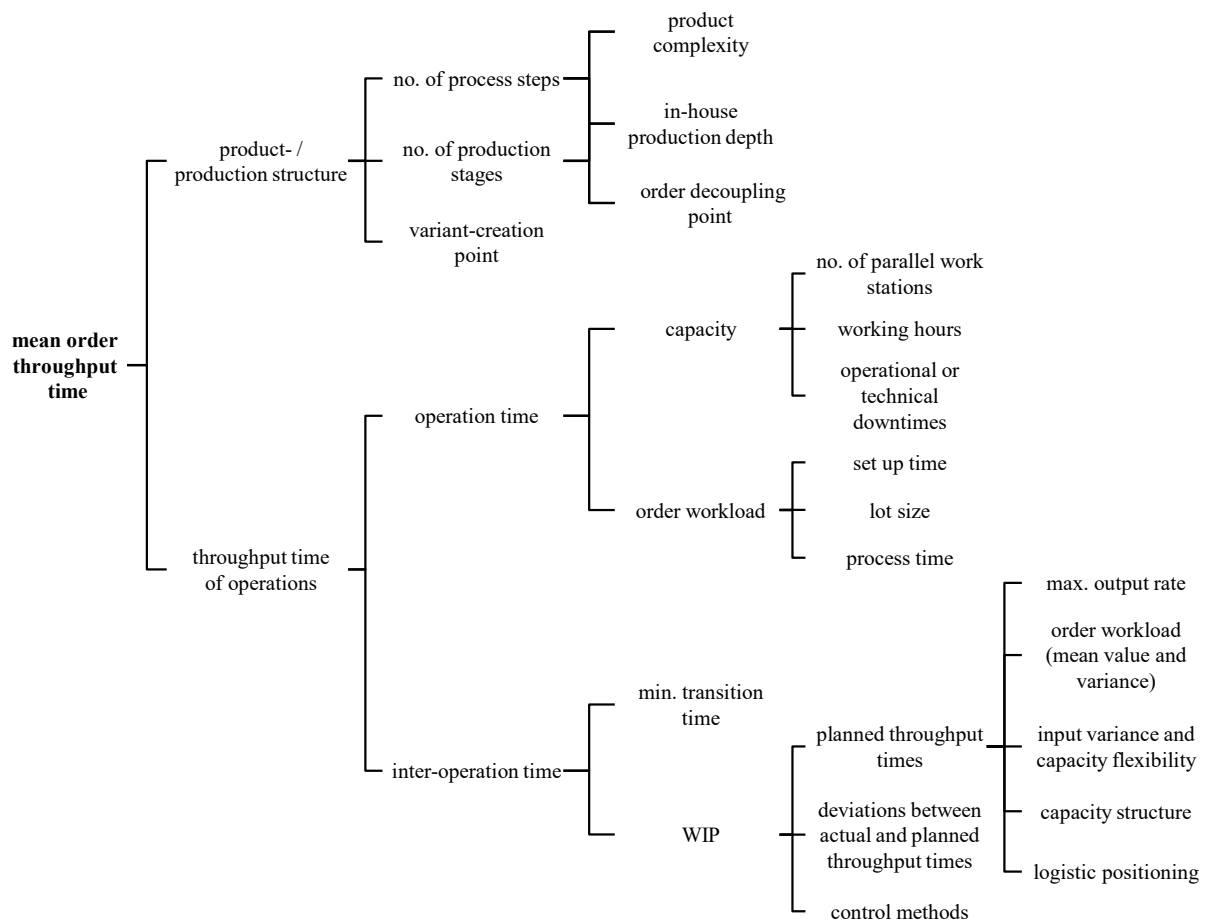 mean order
throughput
time
product- /
production structure
throughput time
of operations
no. of process steps
no. of production
stages
variant-creation
point
operation time
inter-operation time
product
complexity
in-house
production depth
order decoupling
point
capacity
order workload
min. transition
time
WIP
no. of parallel work
stations
working hours
operational or
technical
downtimes
set up time
lot size
process time
planned throughput
times
deviations between
actual and planned
throughput times
control methods
max. output rate
order workload
(mean value and
variance)
input variance and
capacity flexibility
capacity structure
logistic positioning